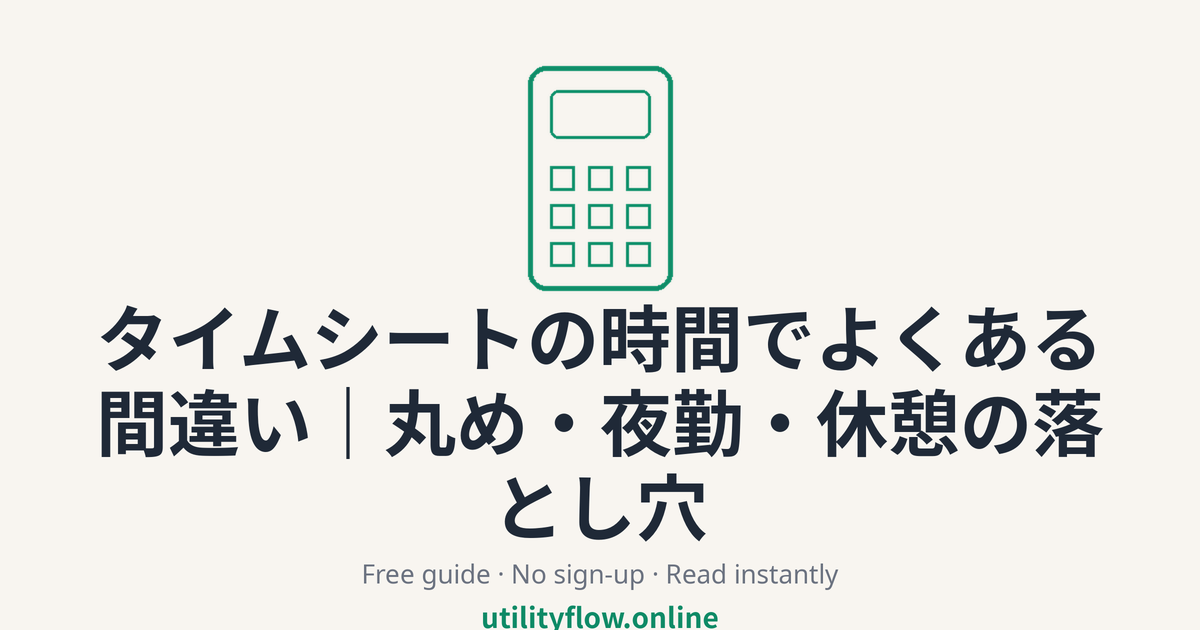 タイムシートの時間でよくある
間違い｜丸め・夜勤・休憩の落
とし穴
Free guide · No sign-up · Read instantly
utilityflow.online